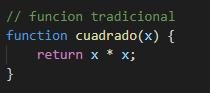 // funcion tradicional
function cuadrado(x) {
    return x * x;
}